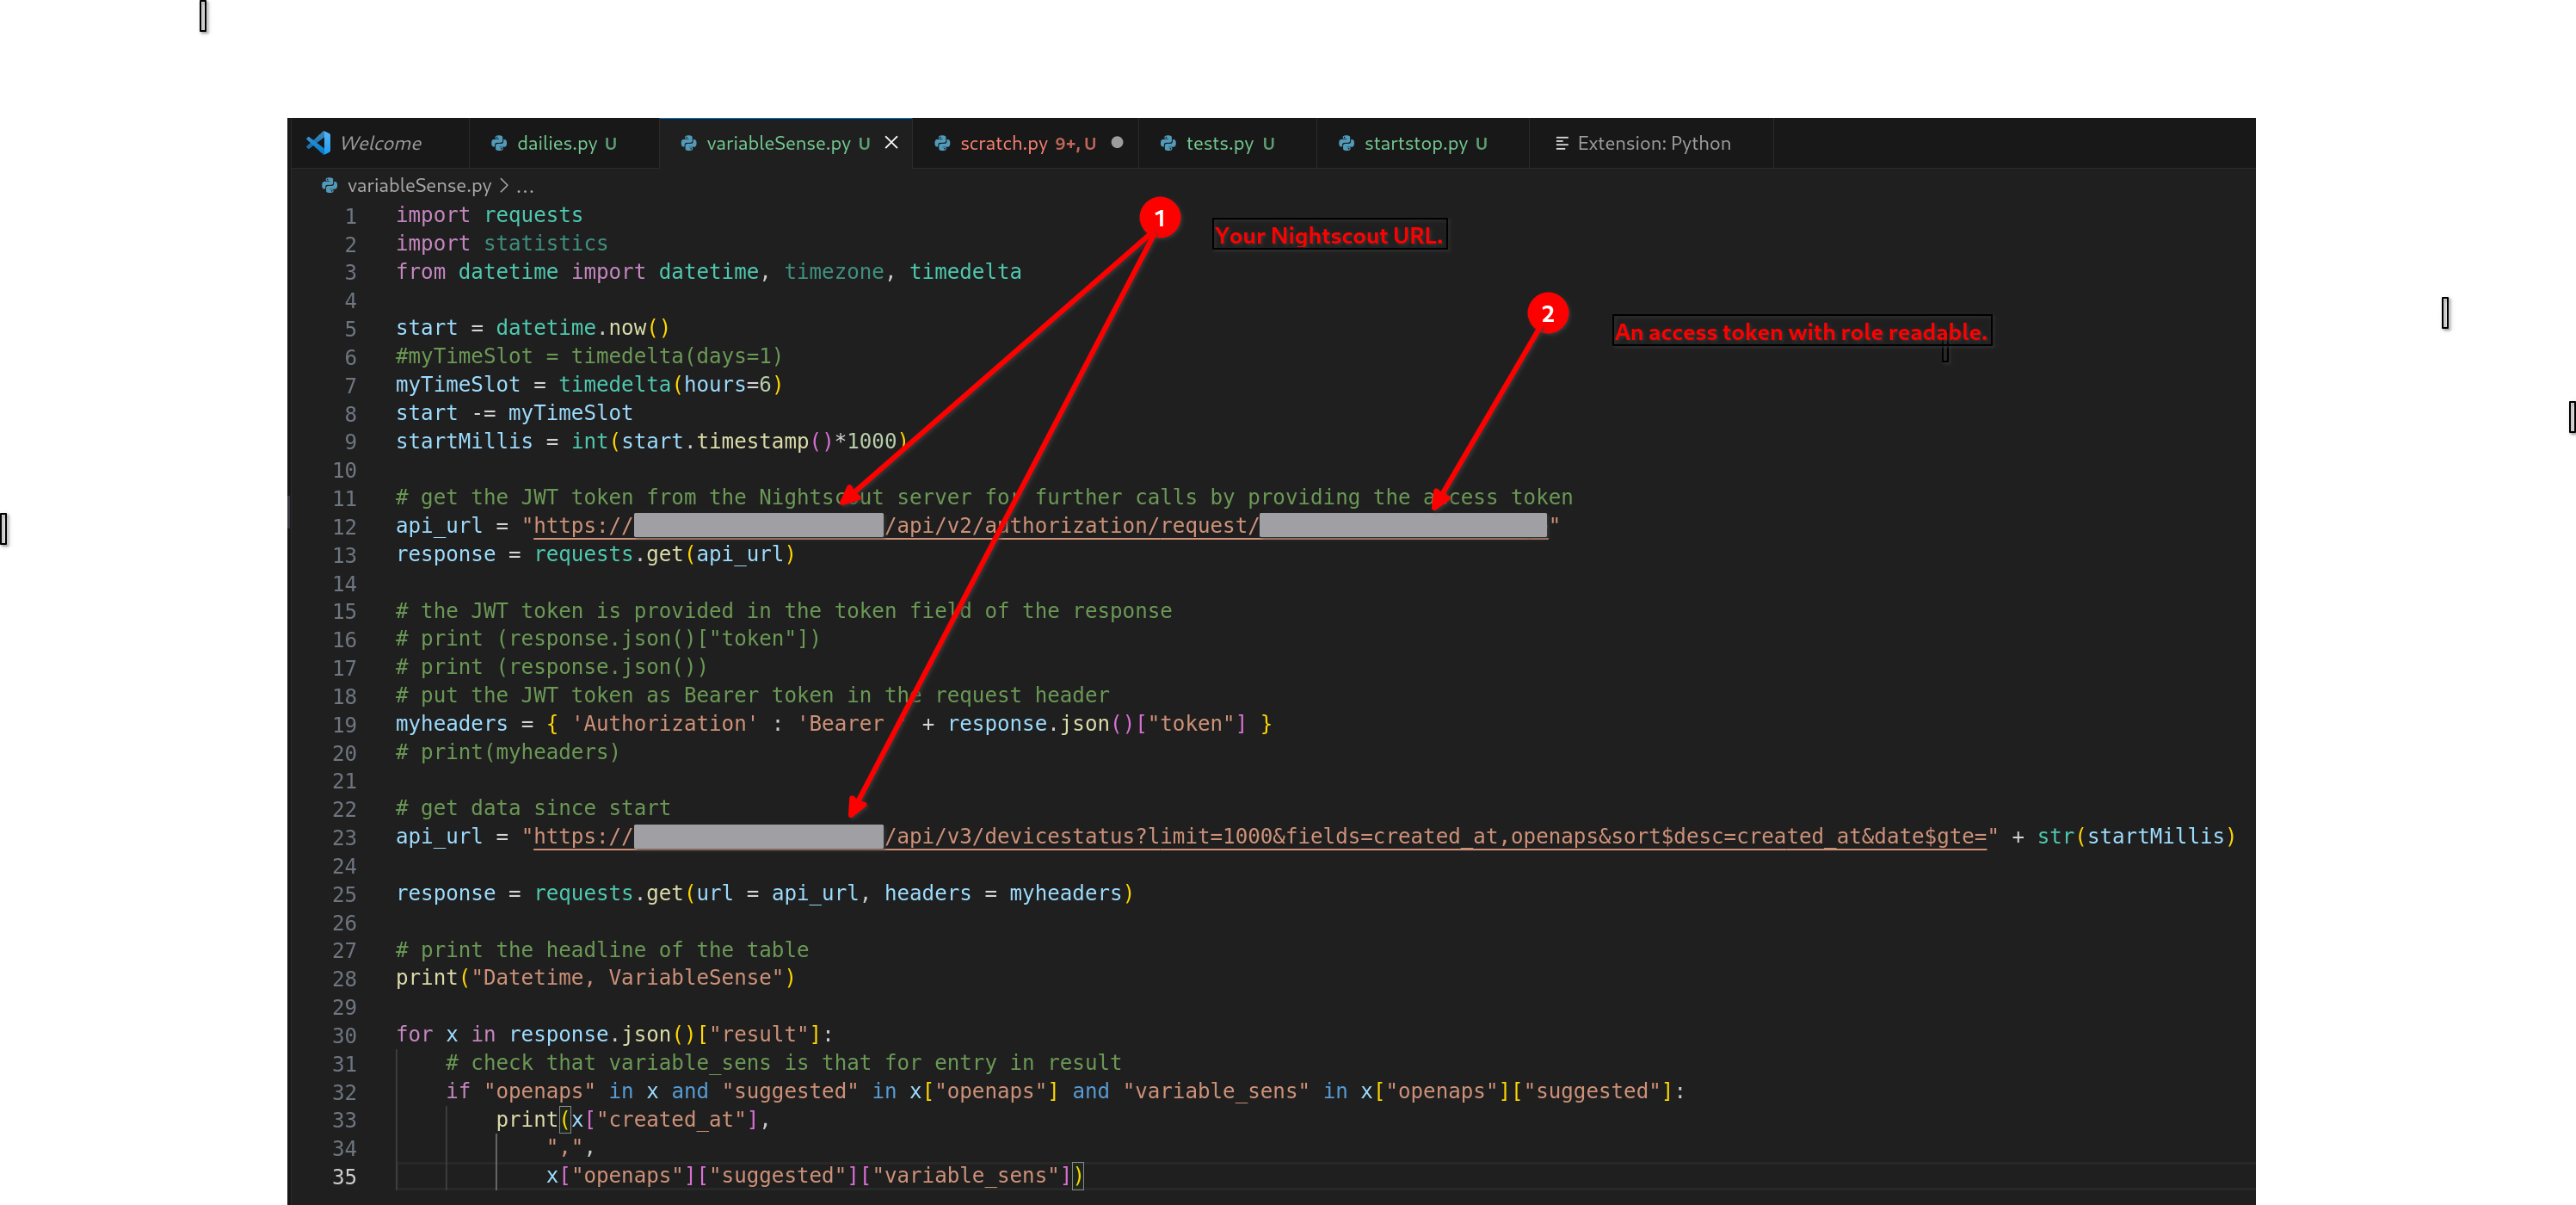 Welcome dailies.py U variableSense.py U scratch.py 9+, U tests.py U startstop.py U Extension: Python
variableSense.py > ...
1 import requests
2 import statistics
3 from datetime import datetime, timezone, timedelta
4
5 start = datetime.now()
6 #myTimeSlot = timedelta(days=1)
7 myTimeSlot = timedelta(hours=6)
8 start -= myTimeSlot
9 startMillis = int(start.timestamp()*1000)
10
11 # get the JWT token from the Nightscout server for further calls by providing the access token
12 api_url = "https:// /api/v2/authorization/request/ "
13 response = requests.get(api_url)
14
15 # the JWT token is provided in the token field of the response
16 # print (response.json()["token"])
17 # print (response.json())
18 # put the JWT token as Bearer token in the request header
19 myheaders = { 'Authorization' : 'Bearer ' + response.json()["token"] }
20 # print(myheaders)
21
22 # get data since start
23 api_url = "https:// /api/v3/devicestatus?limit=1000&fields=created_at,openaps&sort$desc=created_at&date$gte=" + str(startMillis)
24
25 response = requests.get(url = api_url, headers = myheaders)
26
27 # print the headline of the table
28 print("Datetime, VariableSense")
29
30 for x in response.json()["result"]:
31 # check that variable_sens is that for entry in result
32 if "openaps" in x and "suggested" in x["openaps"] and "variable_sens" in x["openaps"]["suggested"]:
33 print(x["created_at"],
34 ",",
35 x["openaps"]["suggested"]["variable_sens"])
1 Your Nightscout URL.
2 An access token with role readable.